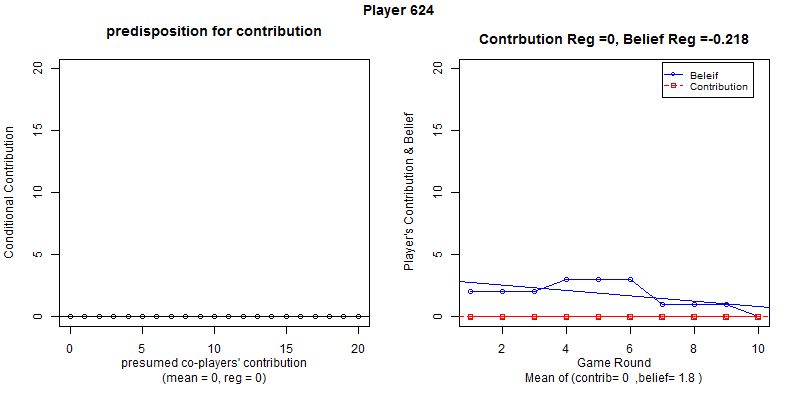 Player 624
predisposition for contribution
Conditional Contribution
20
15
10
5
0
0 5 10 15 20
presumed co-players' contribution
(mean = 0, reg = 0)
Contrbution Reg =0, Belief Reg =-0.218
Player's Contribution & Belief
20
15
10
5
0
Beleif
Contribution
2 4 6 8 10
Game Round
Mean of (contrib= 0 ,belief= 1.8 )